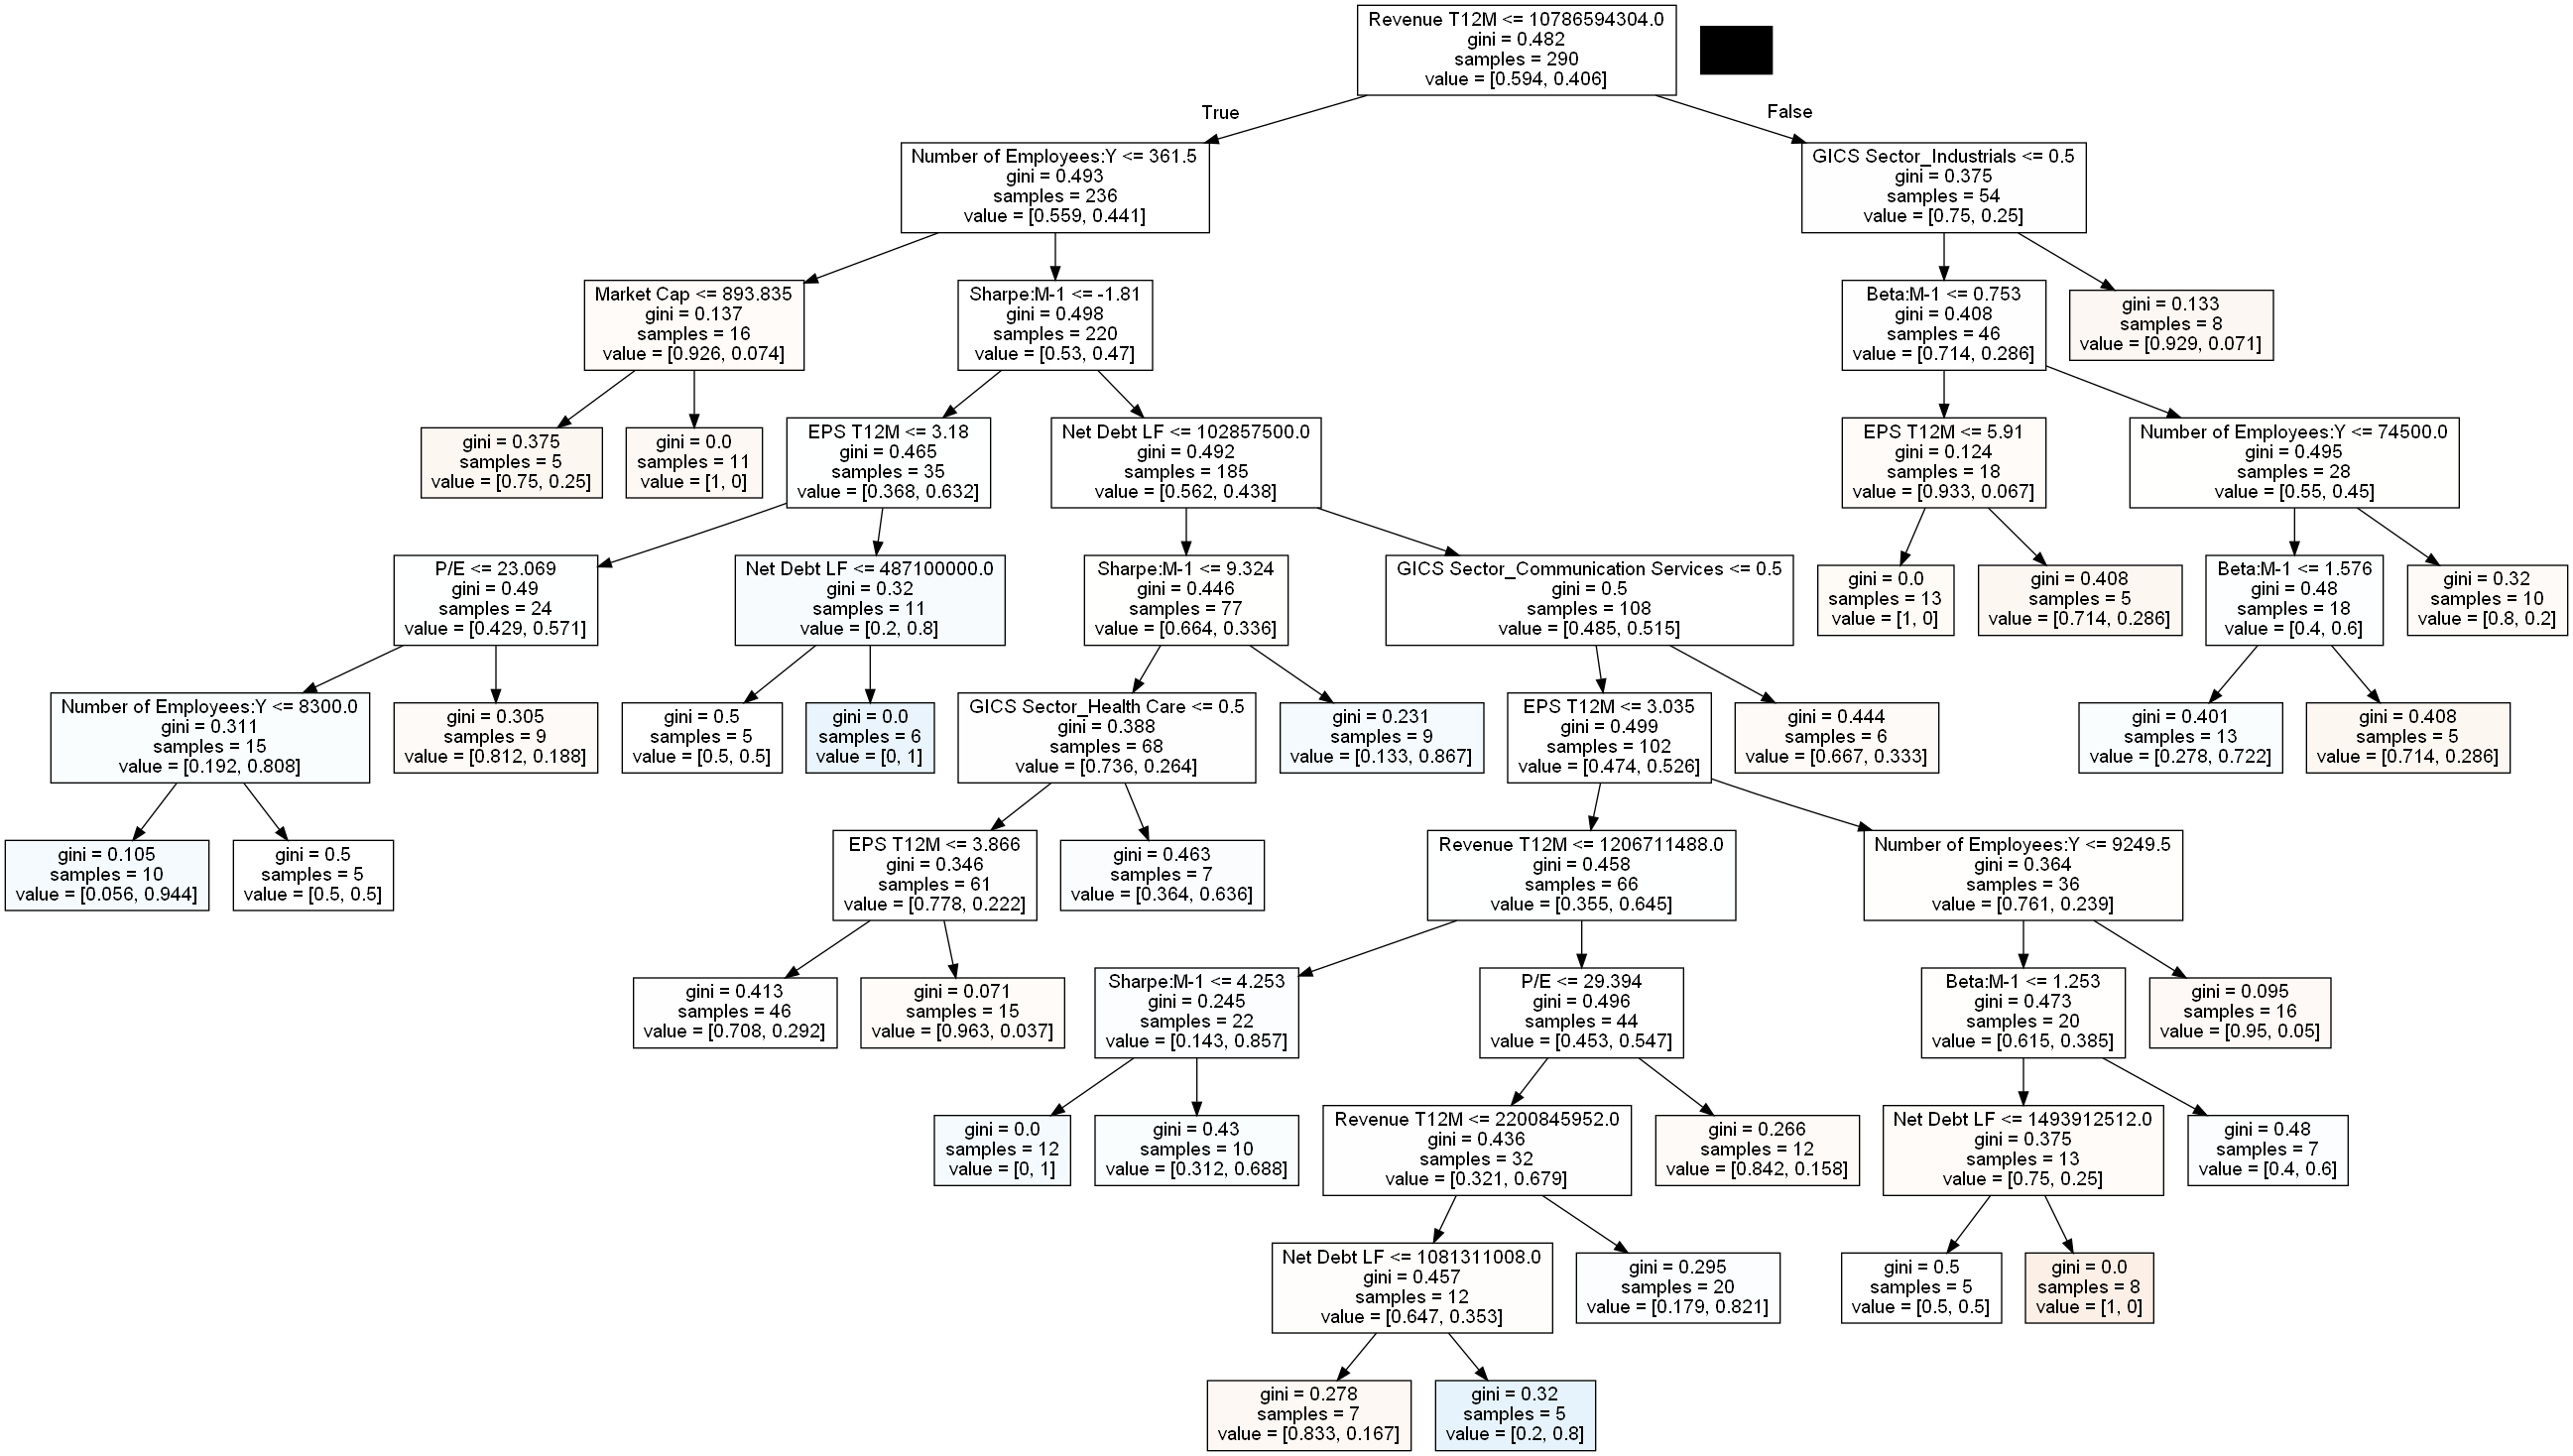 Revenue T12M <= 10786594304.0
gini = 0.482
samples = 290
value = [0.594, 0.406]
True
False
Number of Employees:Y <= 361.5
gini = 0.493
samples = 236
value = [0.559, 0.441]
GICS Sector_Industrials <= 0.5
gini = 0.375
samples = 54
value = [0.75, 0.25]
Market Cap <= 893.835
gini = 0.137
samples = 16
value = [0.926, 0.074]
Sharpe:M-1 <= -1.81
gini = 0.498
samples = 220
value = [0.53, 0.47]
Beta:M-1 <= 0.753
gini = 0.408
samples = 46
value = [0.714, 0.286]
gini = 0.133
samples = 8
value = [0.929, 0.071]
gini = 0.375
samples = 5
value = [0.75, 0.25]
gini = 0.0
samples = 11
value = [1, 0]
EPS T12M <= 3.18
gini = 0.465
samples = 35
value = [0.368, 0.632]
Net Debt LF <= 102857500.0
gini = 0.492
samples = 185
value = [0.562, 0.438]
EPS T12M <= 5.91
gini = 0.124
samples = 18
value = [0.933, 0.067]
Number of Employees:Y <= 74500.0
gini = 0.495
samples = 28
value = [0.55, 0.45]
P/E <= 23.069
gini = 0.49
samples = 24
value = [0.429, 0.571]
Net Debt LF <= 487100000.0
gini = 0.32
samples = 11
value = [0.2, 0.8]
Sharpe:M-1 <= 9.324
gini = 0.446
samples = 77
value = [0.664, 0.336]
GICS Sector_Communication Services <= 0.5
gini = 0.5
samples = 108
value = [0.485, 0.515]
gini = 0.0
samples = 13
value = [1, 0]
gini = 0.408
samples = 5
value = [0.714, 0.286]
Beta:M-1 <= 1.576
gini = 0.48
samples = 18
value = [0.4, 0.6]
gini = 0.32
samples = 10
value = [0.8, 0.2]
Number of Employees:Y <= 8300.0
gini = 0.311
samples = 15
value = [0.192, 0.808]
gini = 0.305
samples = 9
value = [0.812, 0.188]
gini = 0.5
samples = 5
value = [0.5, 0.5]
gini = 0.0
samples = 6
value = [0, 1]
GICS Sector_Health Care <= 0.5
gini = 0.388
samples = 68
value = [0.736, 0.264]
gini = 0.231
samples = 9
value = [0.133, 0.867]
EPS T12M <= 3.035
gini = 0.499
samples = 102
value = [0.474, 0.526]
gini = 0.444
samples = 6
value = [0.667, 0.333]
gini = 0.401
samples = 13
value = [0.278, 0.722]
gini = 0.408
samples = 5
value = [0.714, 0.286]
gini = 0.105
samples = 10
value = [0.056, 0.944]
gini = 0.5
samples = 5
value = [0.5, 0.5]
EPS T12M <= 3.866
gini = 0.346
samples = 61
value = [0.778, 0.222]
gini = 0.463
samples = 7
value = [0.364, 0.636]
Revenue T12M <= 1206711488.0
gini = 0.458
samples = 66
value = [0.355, 0.645]
Number of Employees:Y <= 9249.5
gini = 0.364
samples = 36
value = [0.761, 0.239]
gini = 0.413
samples = 46
value = [0.708, 0.292]
gini = 0.071
samples = 15
value = [0.963, 0.037]
Sharpe:M-1 <= 4.253
gini = 0.245
samples = 22
value = [0.143, 0.857]
P/E <= 29.394
gini = 0.496
samples = 44
value = [0.453, 0.547]
Beta:M-1 <= 1.253
gini = 0.473
samples = 20
value = [0.615, 0.385]
gini = 0.095
samples = 16
value = [0.95, 0.05]
gini = 0.0
samples = 12
value = [0, 1]
gini = 0.43
samples = 10
value = [0.312, 0.688]
Revenue T12M <= 2200845952.0
gini = 0.436
samples = 32
value = [0.321, 0.679]
gini = 0.266
samples = 12
value = [0.842, 0.158]
Net Debt LF <= 1493912512.0
gini = 0.375
samples = 13
value = [0.75, 0.25]
gini = 0.48
samples = 7
value = [0.4, 0.6]
Net Debt LF <= 1081311008.0
gini = 0.457
samples = 12
value = [0.647, 0.353]
gini = 0.295
samples = 20
value = [0.179, 0.821]
gini = 0.5
samples = 5
value = [0.5, 0.5]
gini = 0.0
samples = 8
value = [1, 0]
gini = 0.278
samples = 7
value = [0.833, 0.167]
gini = 0.32
samples = 5
value = [0.2, 0.8]